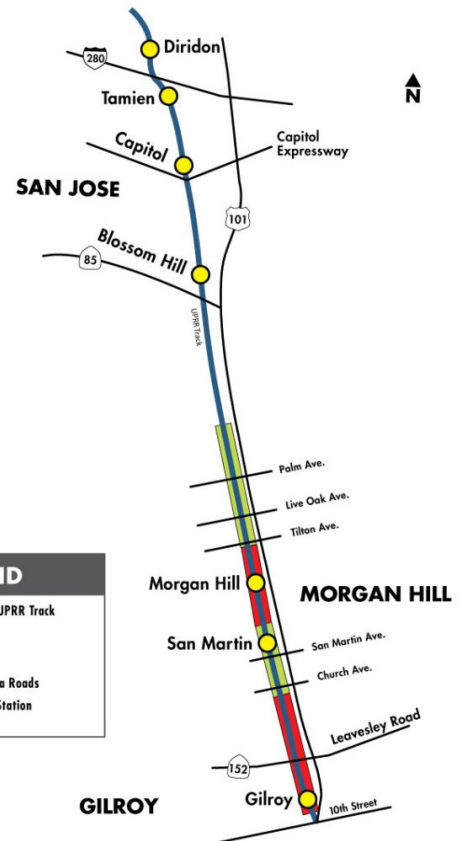 Diridon
280
Tamien
N
Capitol
Capitol
Expressway
SAN JOSE
101
Blossom Hill
85
UPRR Track
Palm Ave.
Live Oak Ave.
Tilton Ave.
Morgan Hill
MORGAN HILL
UPRR Track
San Martin
San Martin Ave.
Church Ave.
Roads
Station
Leavesley Road
152
Gilroy
10th Street
GILROY